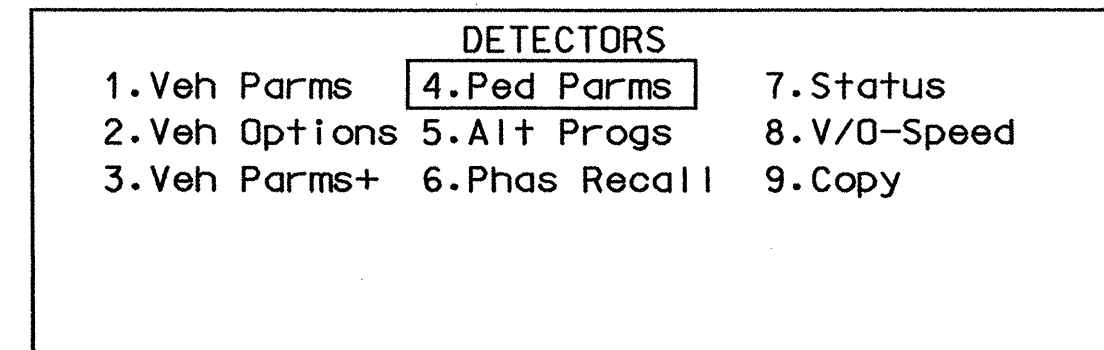 DETECTORS
1.Veh Parms 4.Ped Parms 7.Status
2.Veh Options 5.Alt Progs 8.V/O-Speed
3.Veh Parms+ 6.Phas Recall 9.Copy